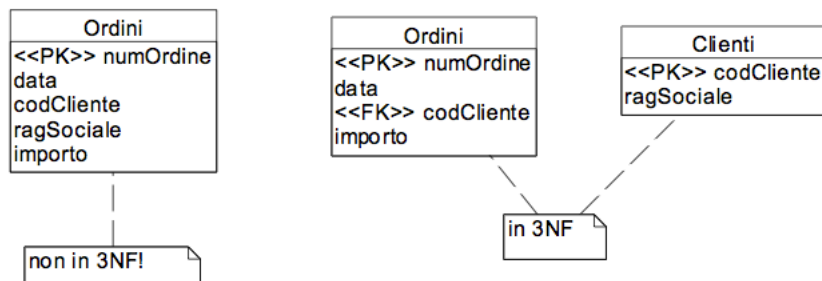 Ordini
<<PK>> numOrdine
data
codCliente
ragSociale
importo
non in 3NF!
Ordini
<<PK>> numOrdine
data
<<FK>> codCliente
importo
Clienti
<<PK>> codCliente
ragSociale
in 3NF